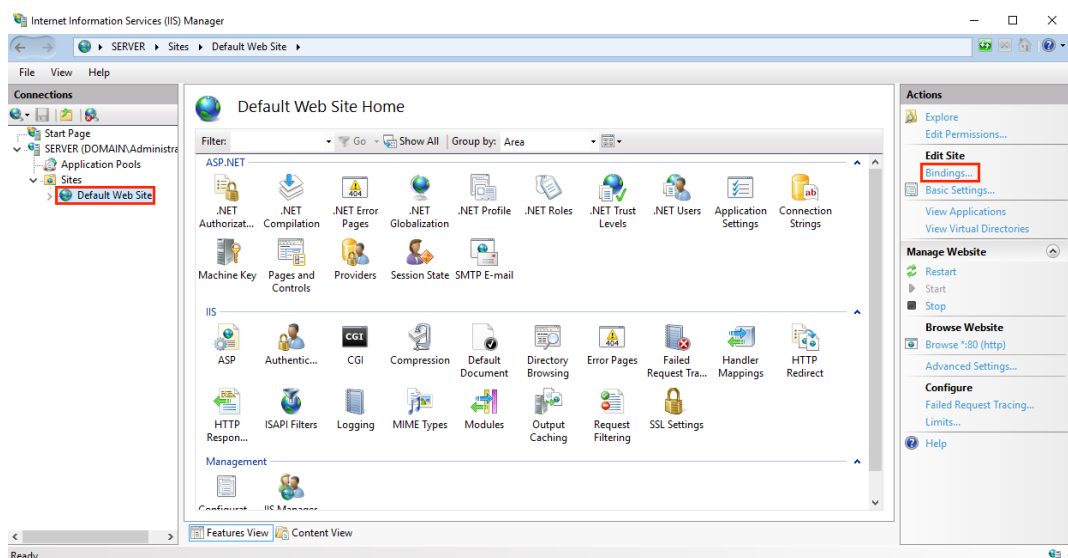 Internet Information Services (IIS) Manager
SERVER Sites Default Web Site
File View Help
Connections
Start Page
SERVER (DOMAIN\Administra
Application Pools
Sites
Default Web Site
Default Web Site Home
Filter: Go Show All Group by: Area
ASP.NET
.NET Authorizat...
.NET Compilation
.NET Error Pages
.NET Globalization
.NET Profile
.NET Roles
.NET Trust Levels
.NET Users
Application Settings
Connection Strings
Machine Key
Pages and Controls
Providers
Session State
SMTP E-mail
IIS
ASP
Authentic...
CGI
CGI
Compression
Default Document
Directory Browsing
404
Error Pages
Failed Request Tra...
Handler Mappings
HTTP Redirect
HTTP Respon...
ISAPI Filters
Logging
MIME Types
Modules
Output Caching
Request Filtering
SSL Settings
Management
Configurat
IIS Manager
Features View Content View
Ready
Actions
Explore
Edit Permissions...
Edit Site
Bindings...
Basic Settings...
View Applications
View Virtual Directories
Manage Website
Restart
Start
Stop
Browse Website
Browse *:80 (http)
Advanced Settings...
Configure
Failed Request Tracing...
Limits...
Help